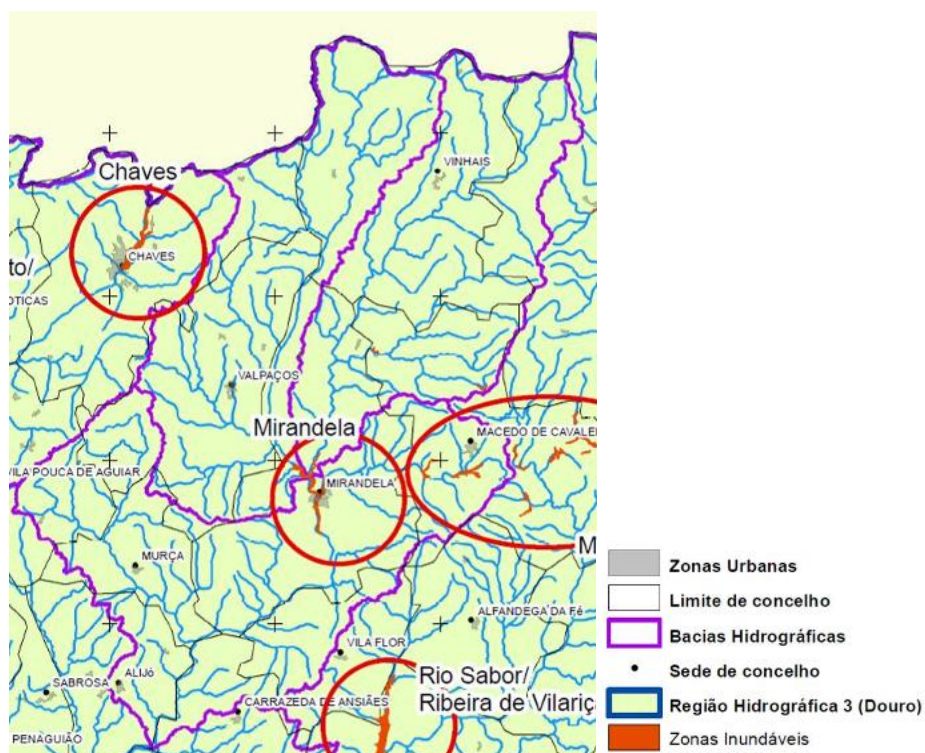 Chaves
VINHAIS
CHAVES
to/
OTICAS
VALPAÇOS
Mirandela
MACEDO DE CAVALEI
VILA POUCA DE AGUIAR
MIRANDELA
M
MURÇA
ALFANDEGA DA FÉ
VILA FLOR
Rio Sabor/
Ribeira de Vilariç
SABROSA
ALIJó
CARRAZEDA DE ANSIÃES
PENAGUIÃO
Zonas Urbanas
Limite de concelho
Bacias Hidrográficas
Sede de concelho
Região Hidrográfica 3 (Douro)
Zonas Inundáveis